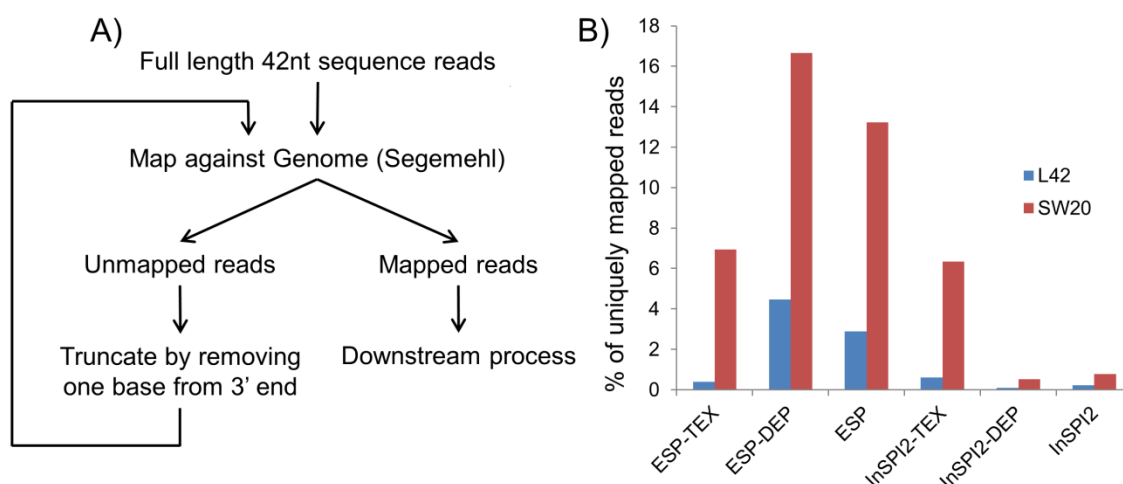 A)
Full length 42nt sequence reads
Map against Genome (Segemehl)
Unmapped reads
Mapped reads
Truncate by removing
one base from 3’ end
Downstream process
B)
% of uniquely mapped reads
18
16
14
12
10
8
6
4
2
0
L42
SW20
ESP-TEX
ESP-DEP
ESP
InSPI2-TEX
InSPI2-DEP
InSPI2